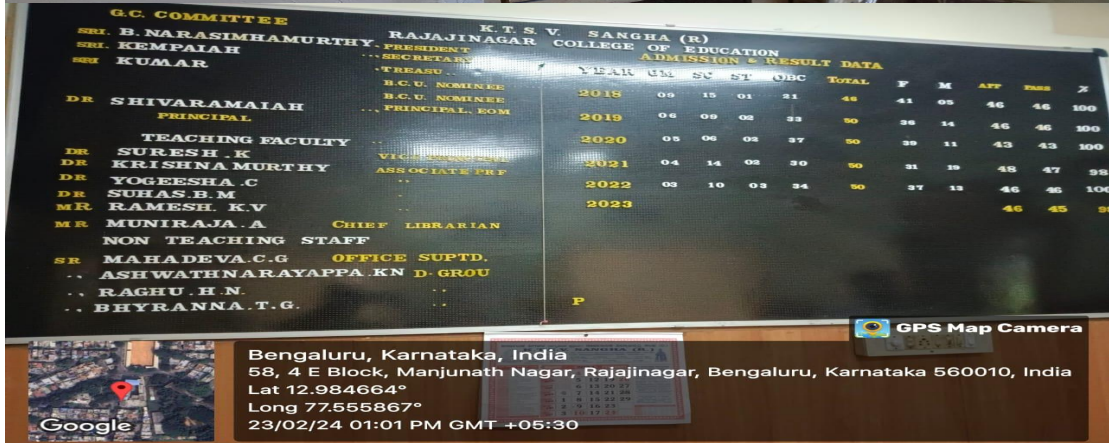 G.C. COMMITTEE
SRI. B. NARASIMHAMURTHY. PRESIDENT
SRI. KEMPAIAH ...SECRETARY
SRI KUMAR .TREASU..
B.C.U. NOMINEE
B.C.U. NOMINEE
DR SHIVARAMAIAH ...PRINCIPAL, EOM
PRINCIPAL
TEACHING FACULTY
DR SURESH .K
DR KRISHNA MURTHY ASSOCIATE PRF
DR YOGEESHA .C ..
DR SUHAS.B.M ..
MR RAMESH. K.V ..
MR MUNIRAJA.A CHIEF LIBRARIAN
NON TEACHING STAFF
SR MAHADEVA.C.G OFFICE SUPTD.
.. ASHWATHNARAYAPPA.KN D-GROU
.. RAGHU.H.N. ..
.. BHYRANNA.T.G. ..
K.T.S.V. SANGHA (R)
RAJAJINAGAR COLLEGE OF EDUCATION
ADMISSION & RESULT DATA
YEAR GM SC ST OBC TOTAL F M APP PASS %
2018 09 15 01 21 46 41 05 46 46 100
2019 06 09 02 33 50 36 14 46 46 100
2020 05 06 02 37 50 39 11 43 43 100
2021 04 14 02 30 50 31 19 48 47 98
2022 03 10 03 34 50 37 13 46 46 100
2023 46 45
P
SANGHA (R)
GPS Map Camera
Bengaluru, Karnataka, India
58, 4 E Block, Manjunath Nagar, Rajajinagar, Bengaluru, Karnataka 560010, India
Lat 12.984664°
Long 77.555867°
23/02/24 01:01 PM GMT +05:30
Google